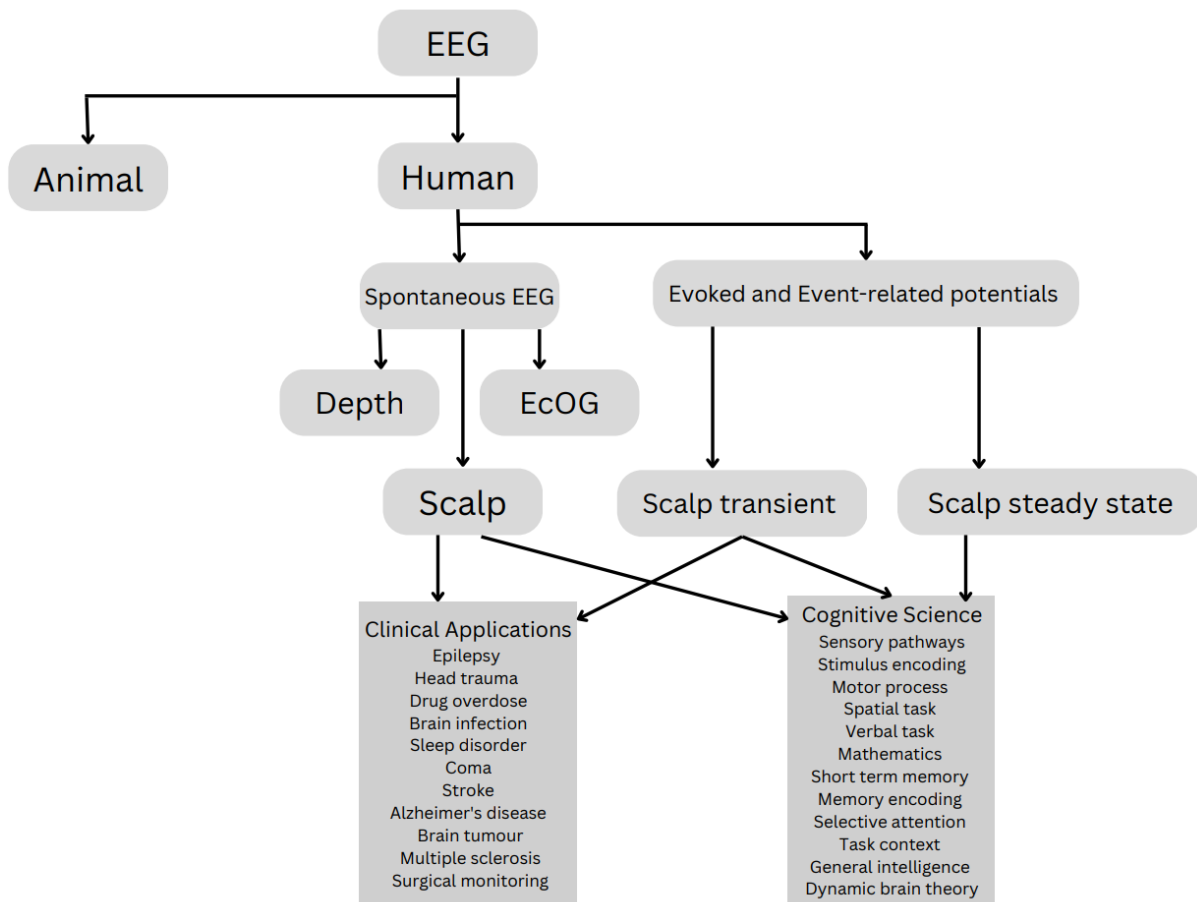 EEG
Animal
Human
Spontaneous EEG
Evoked and Event-related potentials
Depth
EcOG
Scalp
Scalp transient
Scalp steady state
Clinical Applications
Epilepsy
Head trauma
Drug overdose
Brain infection
Sleep disorder
Coma
Stroke
Alzheimer's disease
Brain tumour
Multiple sclerosis
Surgical monitoring
Cognitive Science
Sensory pathways
Stimulus encoding
Motor process
Spatial task
Verbal task
Mathematics
Short term memory
Memory encoding
Selective attention
Task context
General intelligence
Dynamic brain theory